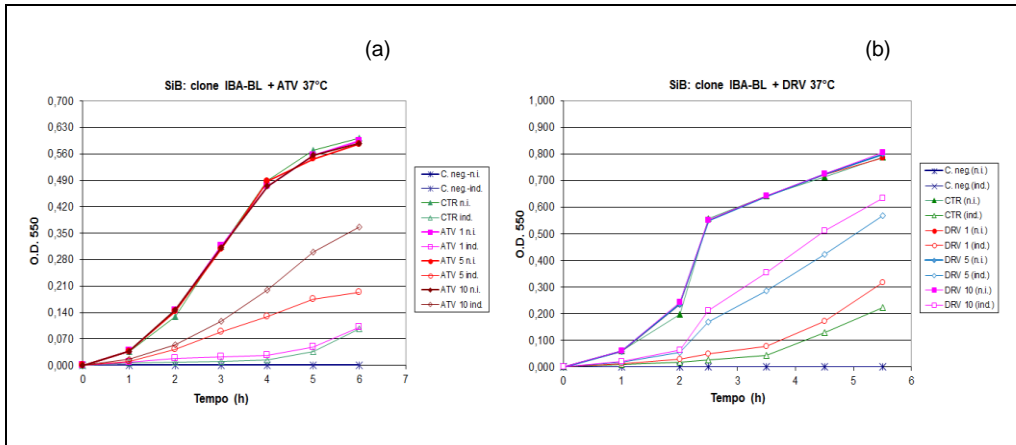 (a)
SiB: clone IBA-BL + ATV 37°C
0,700
0,630
0,560
0,490
0,420
0,350
0,280
0,210
0,140
0,070
0,000
O.D. 550
0 1 2 3 4 5 6 7
Tempo (h)
C. neg.-n.i.
C. neg.-ind.
CTR n.i.
CTR ind.
ATV 1 n.i.
ATV 1 ind.
ATV 5 n.i.
ATV 5 ind.
ATV 10 n.i.
ATV 10 ind.
(b)
SiB: clone IBA-BL + DRV 37°C
1,000
0,900
0,800
0,700
0,600
0,500
0,400
0,300
0,200
0,100
0,000
O.D. 550
0 1 2 3 4 5 6
Tempo (h)
C. neg (n.i.)
C. neg (ind.)
CTR (n.i.)
CTR (ind.)
DRV 1 (n.i.)
DRV 1 (ind.)
DRV 5 (n.i.)
DRV 5 (ind.)
DRV 10 (n.i.)
DRV 10 (ind.)